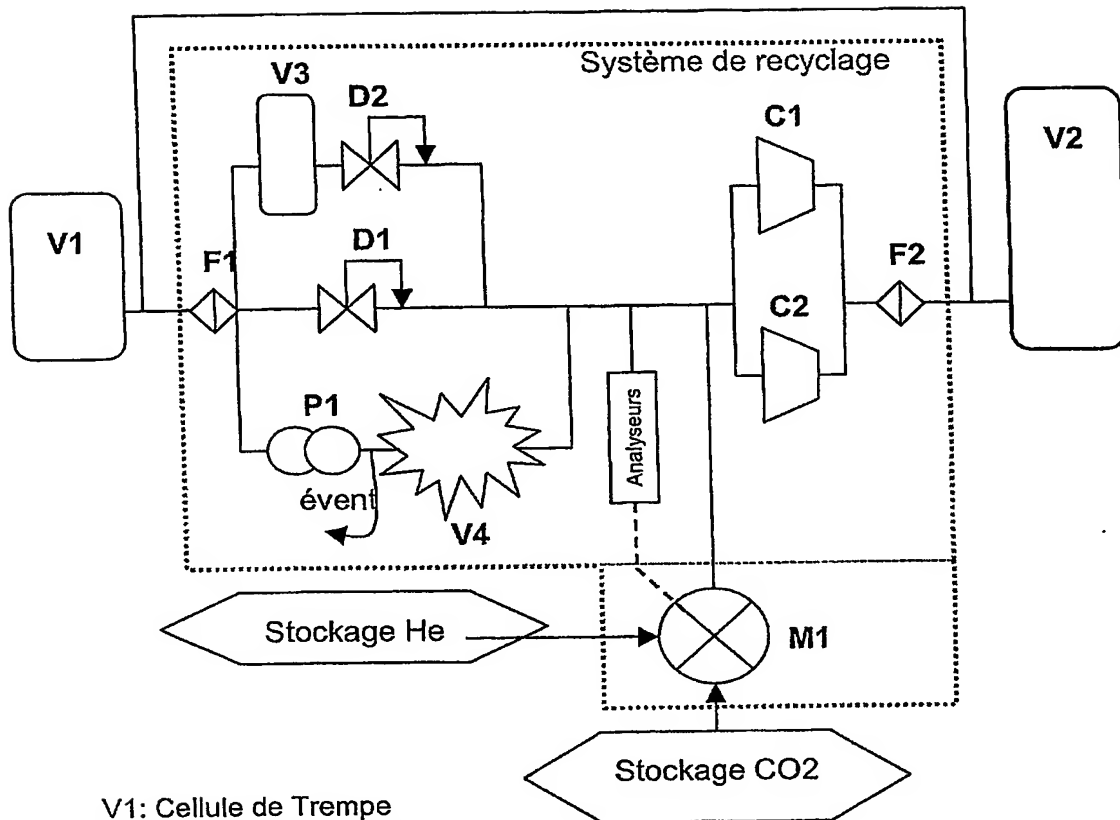 Système de recyclage
V3
D2
C1
V2
V1
F1
D1
F2
C2
P1
évent
V4
Analyseurs
Stockage He
M1
Stockage CO2
V1: Cellule de Trempe